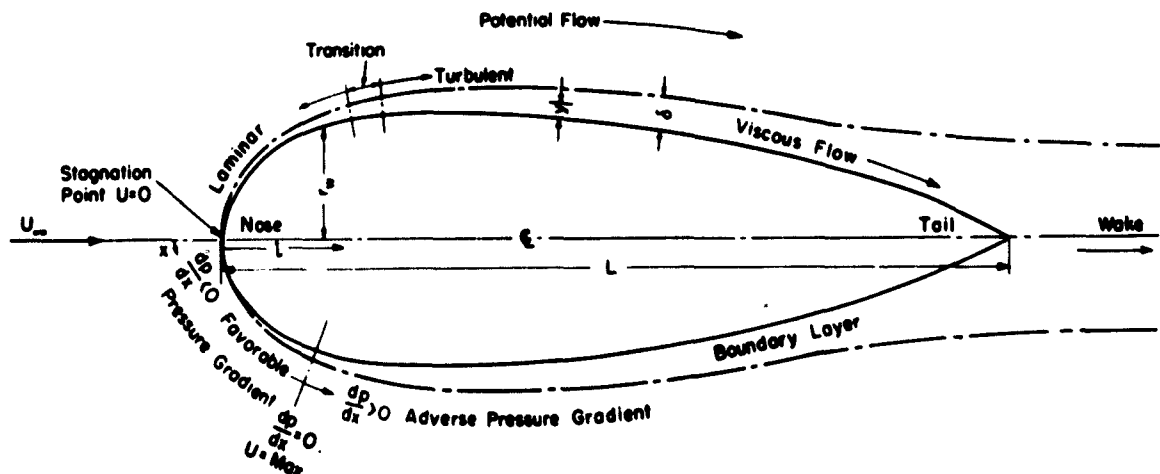 Potential Flow
Transition
Turbulent
Laminar
y
δ
Viscous Flow
Stagnation
Point U=0
r_w
U∞
Nose
℄
Tail
Wake
x
L
dp/dx<0 Favorable
Pressure Gradient
dp/dx>0 Adverse Pressure Gradient
dp/dx=0
U=Max
Boundary Layer